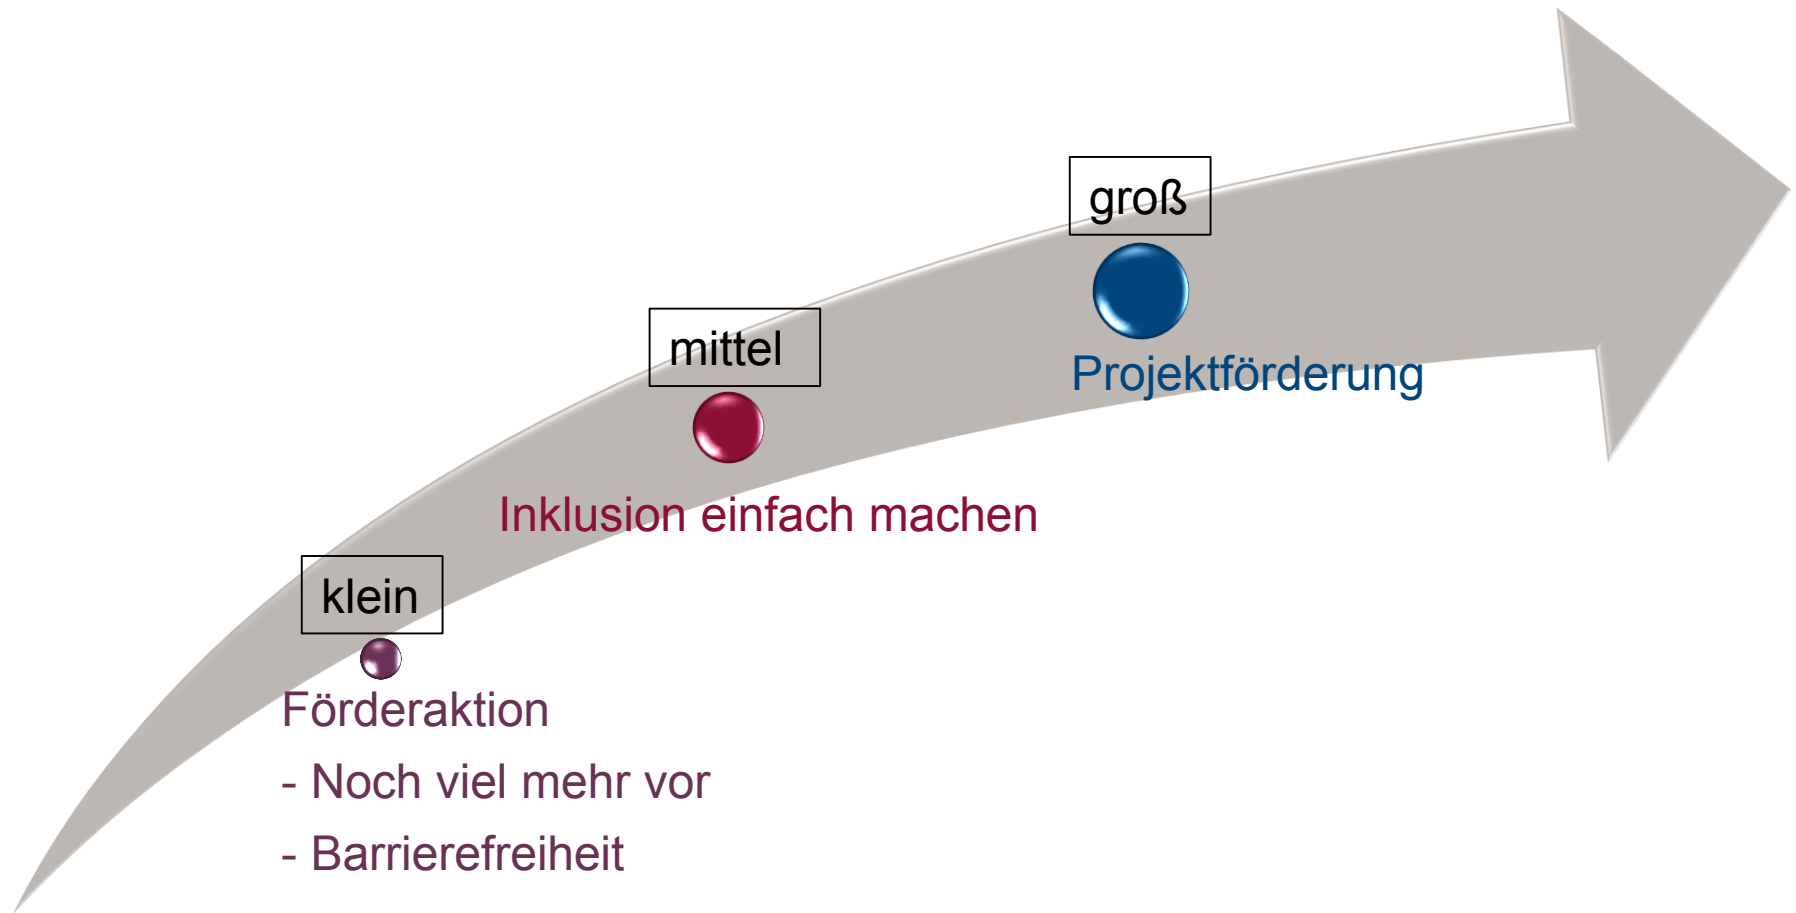 groß
Projektförderung
mittel
Inklusion einfach machen
klein
Förderaktion
- Noch viel mehr vor
- Barrierefreiheit